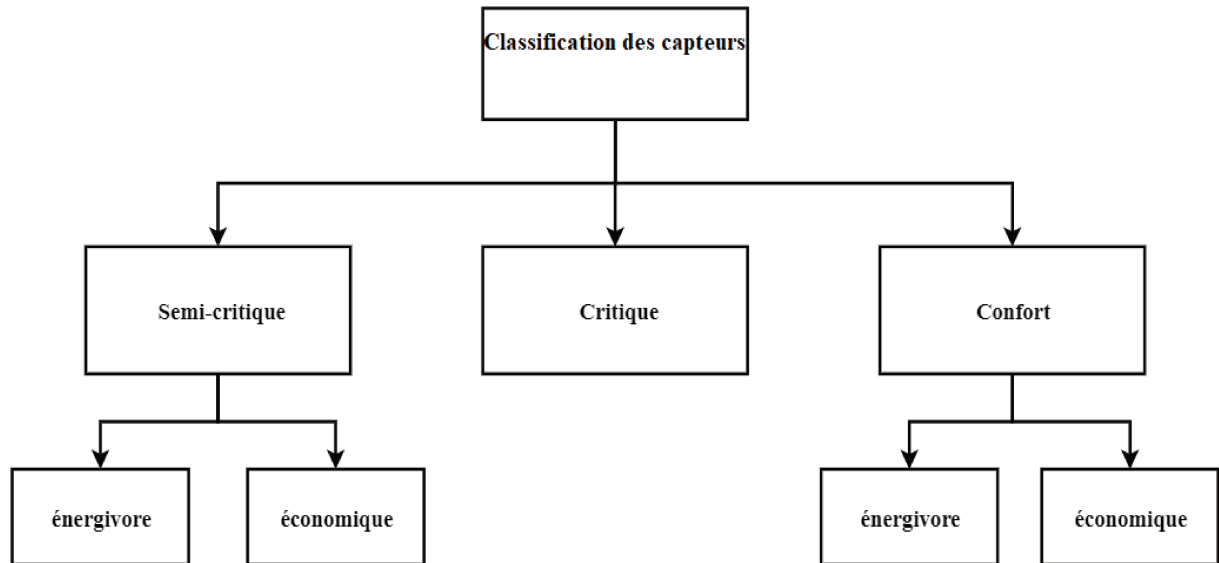 Classification des capteurs
Semi-critique
Critique
Confort
énergivore
économique
énergivore
économique